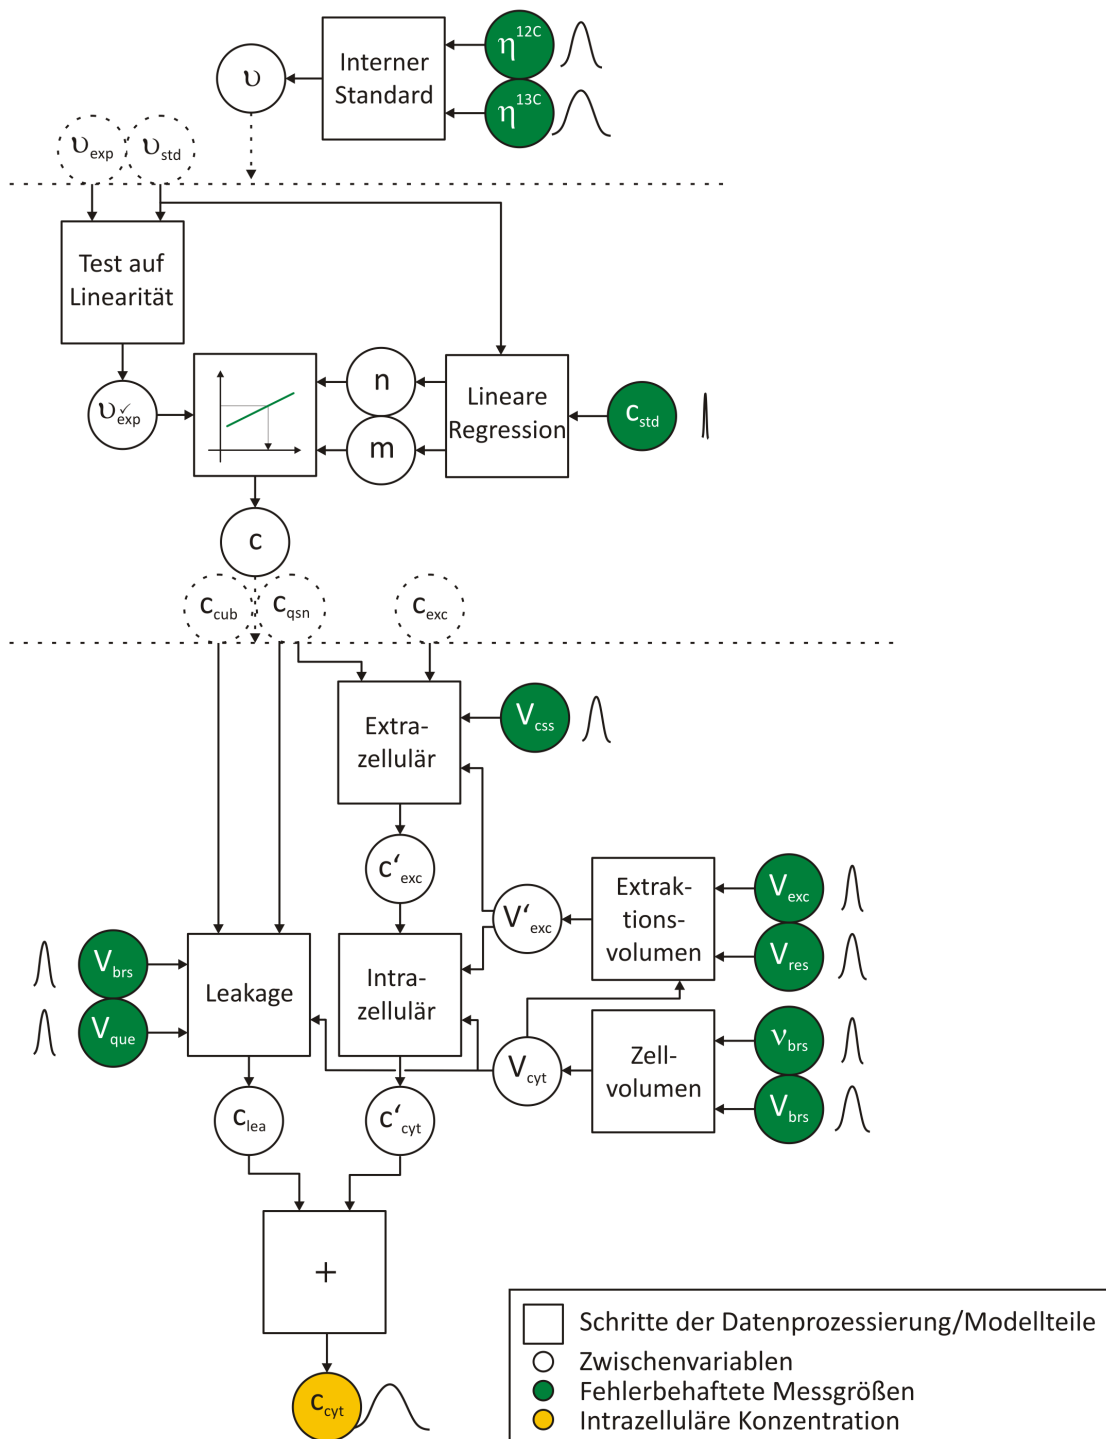 η12C
Interner
Standard
υ
η13C
υexp
υstd
Test auf
Linearität
n
Lineare
Regression
υ✓exp
cstd
m
c
ccub
cqsn
cexc
Vcss
Extra-
zellulär
c‘exc
Extrak-
tions-
volumen
Vexc
V‘exc
Vres
Vbrs
Leakage
Intra-
zellulär
Vque
Zell-
volumen
νbrs
Vcyt
Vbrs
clea
c‘cyt
+
Schritte der Datenprozessierung/Modellteile
Zwischenvariablen
Fehlerbehaftete Messgrößen
ccyt
Intrazelluläre Konzentration